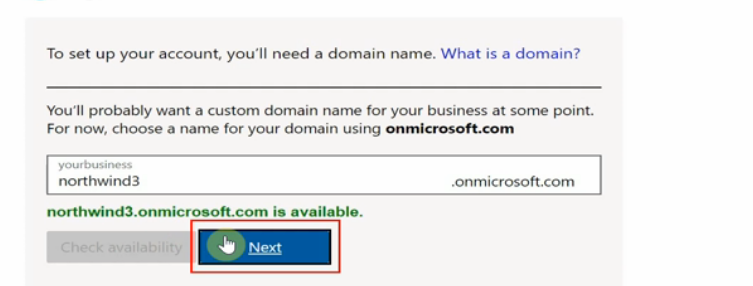 To set up your account, you'll need a domain name. What is a domain?
You'll probably want a custom domain name for your business at some point.
For now, choose a name for your domain using onmicrosoft.com
yourbusiness
northwind3 .onmicrosoft.com
northwind3.onmicrosoft.com is available.
Check availability Next